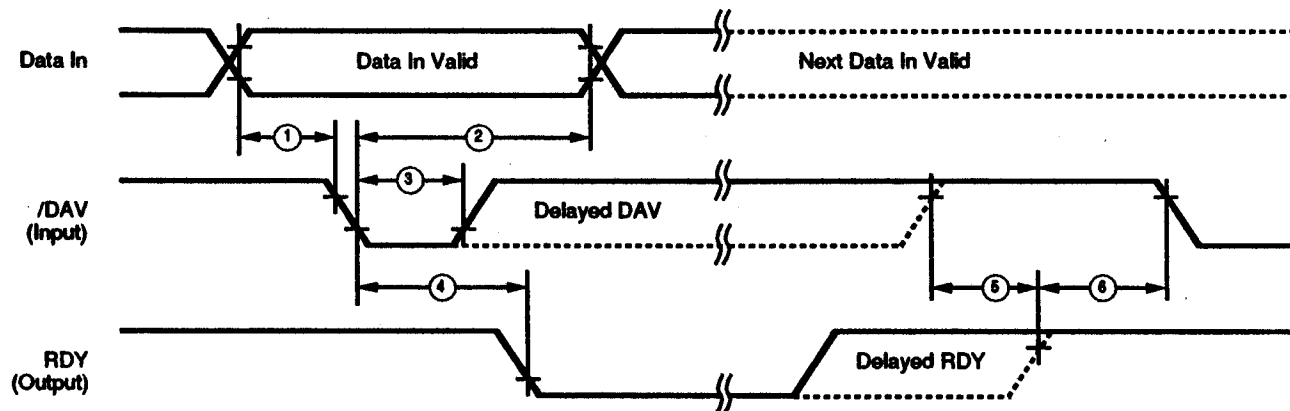 Data In
Data In Valid
Next Data In Valid
1
2
3
/DAV
(Input)
Delayed DAV
4
5
6
RDY
(Output)
Delayed RDY